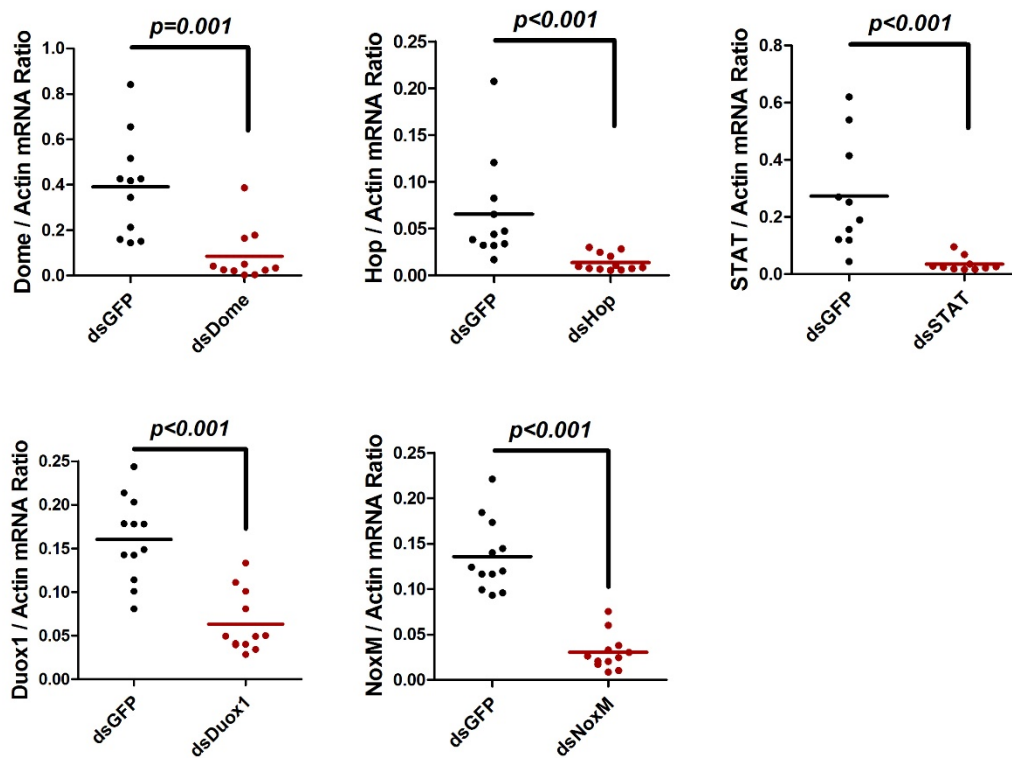 p=0.001
Dome / Actin mRNA Ratio
1.0
0.8
0.6
0.4
0.2
0.0
dsGFP
dsDome
p<0.001
Hop / Actin mRNA Ratio
0.25
0.20
0.15
0.10
0.05
0.00
dsGFP
dsHop
p<0.001
STAT / Actin mRNA Ratio
0.8
0.6
0.4
0.2
0.0
dsGFP
dsSTAT
p<0.001
Duox1 / Actin mRNA Ratio
0.25
0.20
0.15
0.10
0.05
0.00
dsGFP
dsDuox1
p<0.001
NoxM / Actin mRNA Ratio
0.25
0.20
0.15
0.10
0.05
0.00
dsGFP
dsNoxM